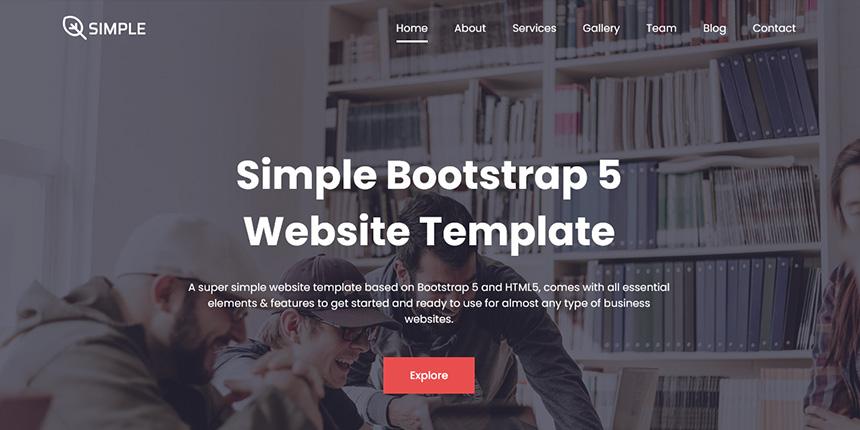 SIMPLE
Home About Services Gallery Team Blog Contact
Simple Bootstrap 5
Website Template
A super simple website template based on Bootstrap 5 and HTML5, comes with all essential
elements & features to get started and ready to use for almost any type of business
websites.
Explore